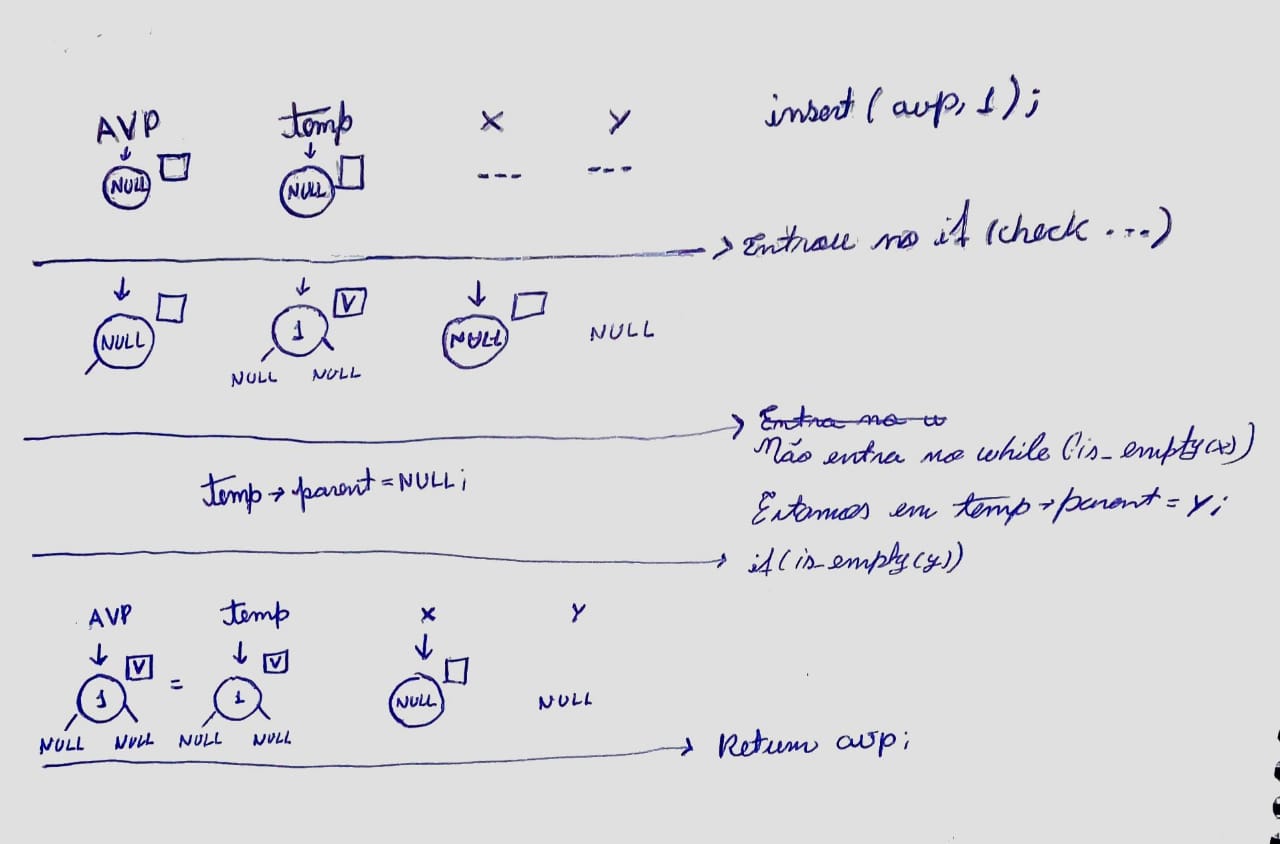 AVP temp x y insert(avp, 1);
NULL NULL --- ---
Entrou no if (check ....)
V
NULL 1 NULL NULL
NULL NULL
Entra no w
Não entra no while (!is_empty(x))
temp→parent=NULL;
Estamos em temp→parent = y;
if(is_empty(y))
AVP temp x y
V V
1 = 1 NULL NULL
NULL NULL NULL NULL
Return avp;